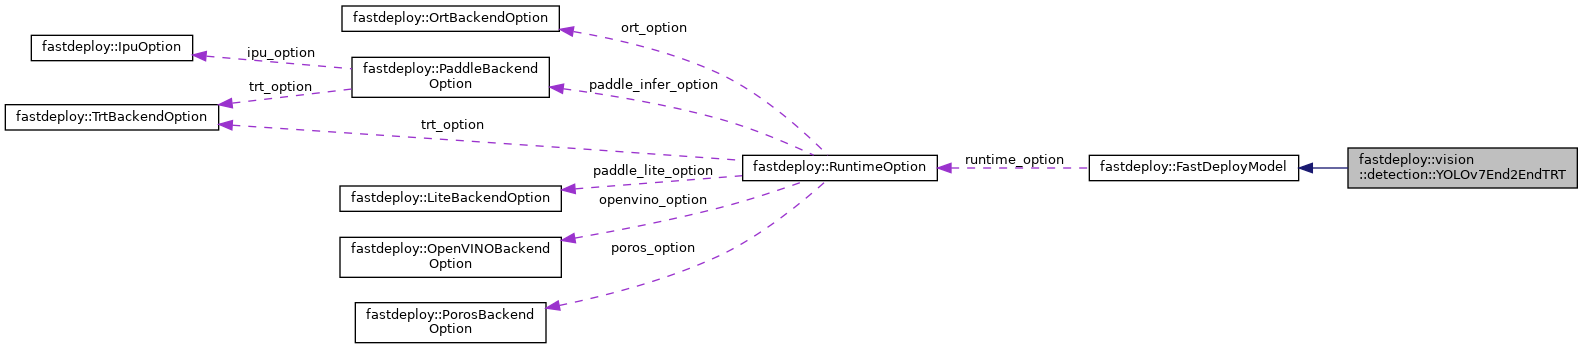 fastdeploy::OrtBackendOption
ort_option
fastdeploy::IpuOption
ipu_option
fastdeploy::PaddleBackend
Option
paddle_infer_option
trt_option
fastdeploy::TrtBackendOption
trt_option
fastdeploy::RuntimeOption
runtime_option
fastdeploy::FastDeployModel
fastdeploy::vision
::detection::YOLOv7End2EndTRT
paddle_lite_option
fastdeploy::LiteBackendOption
openvino_option
fastdeploy::OpenVINOBackend
Option
poros_option
fastdeploy::PorosBackend
Option